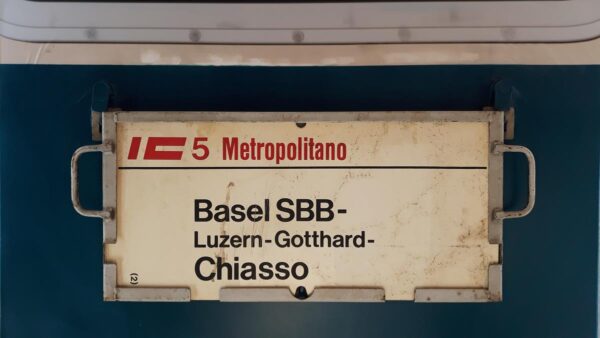 IC 5 Metropolitano
Basel SBB-
Luzern-Gotthard-
Chiasso
(2)